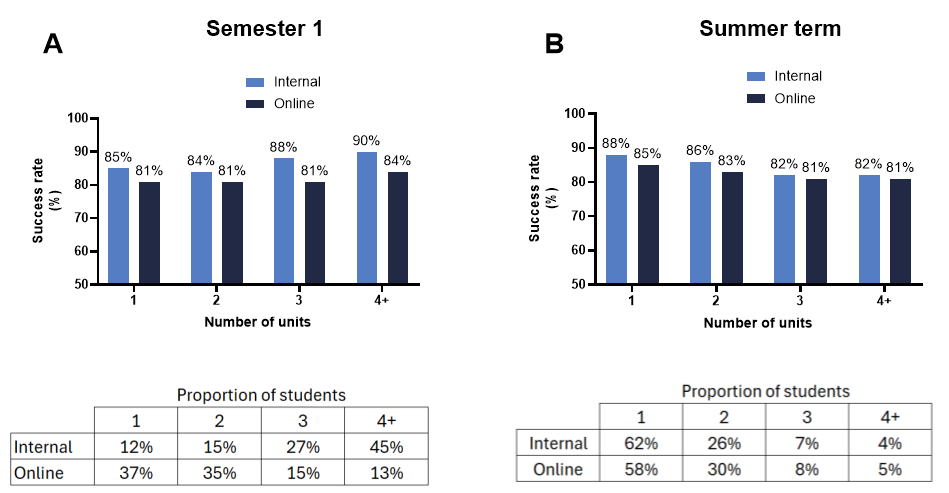 A
Semester 1
Internal
Online
Success rate
(%)
100
90
80
70
60
50
85%
81%
84%
81%
88%
81%
90%
84%
1
2
3
4+
Number of units
Proportion of students
1 2 3 4+
Internal 12% 15% 27% 45%
Online 37% 35% 15% 13%
B
Summer term
Internal
Online
Success rate
(%)
100
90
80
70
60
50
88%
85%
86%
83%
82%
81%
82%
81%
1
2
3
4+
Number of units
Proportion of students
1 2 3 4+
Internal 62% 26% 7% 4%
Online 58% 30% 8% 5%